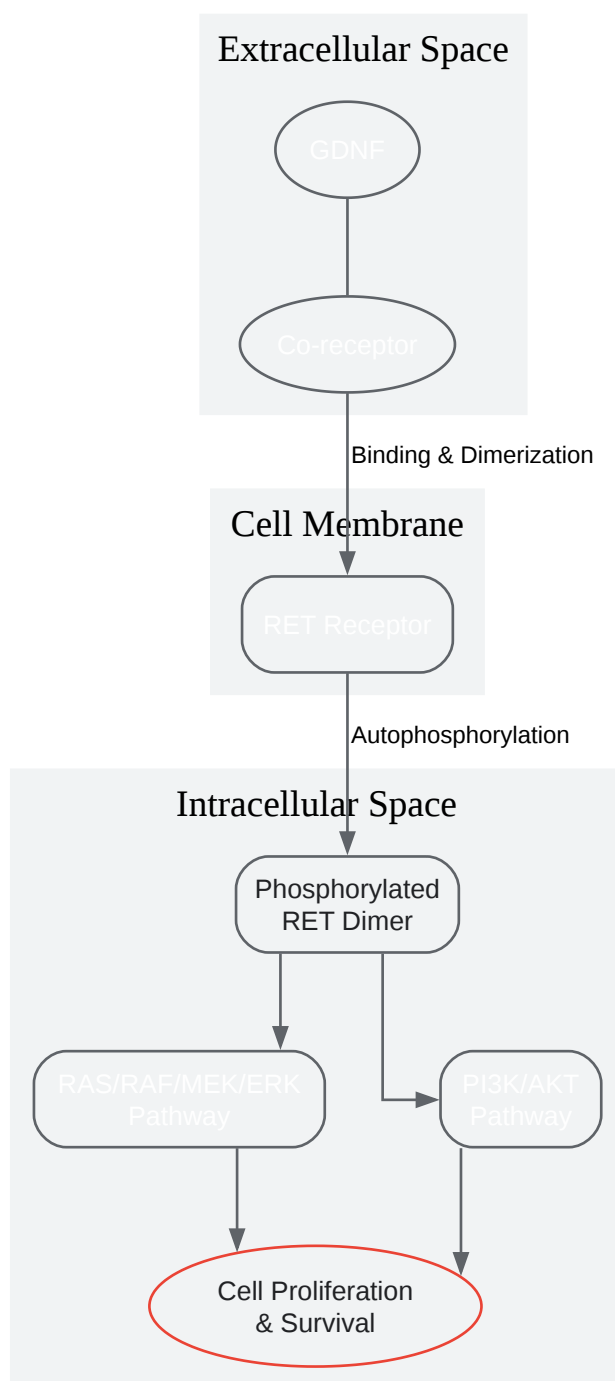 Extracellular Space
GDNF
Co-receptor
Binding & Dimerization
Cell Membrane
RET Receptor
Autophosphorylation
Intracellular Space
Phosphorylated
RET Dimer
RAS/RAF/MEK/ERK
Pathway
PI3K/AKT
Pathway
Cell Proliferation
& Survival